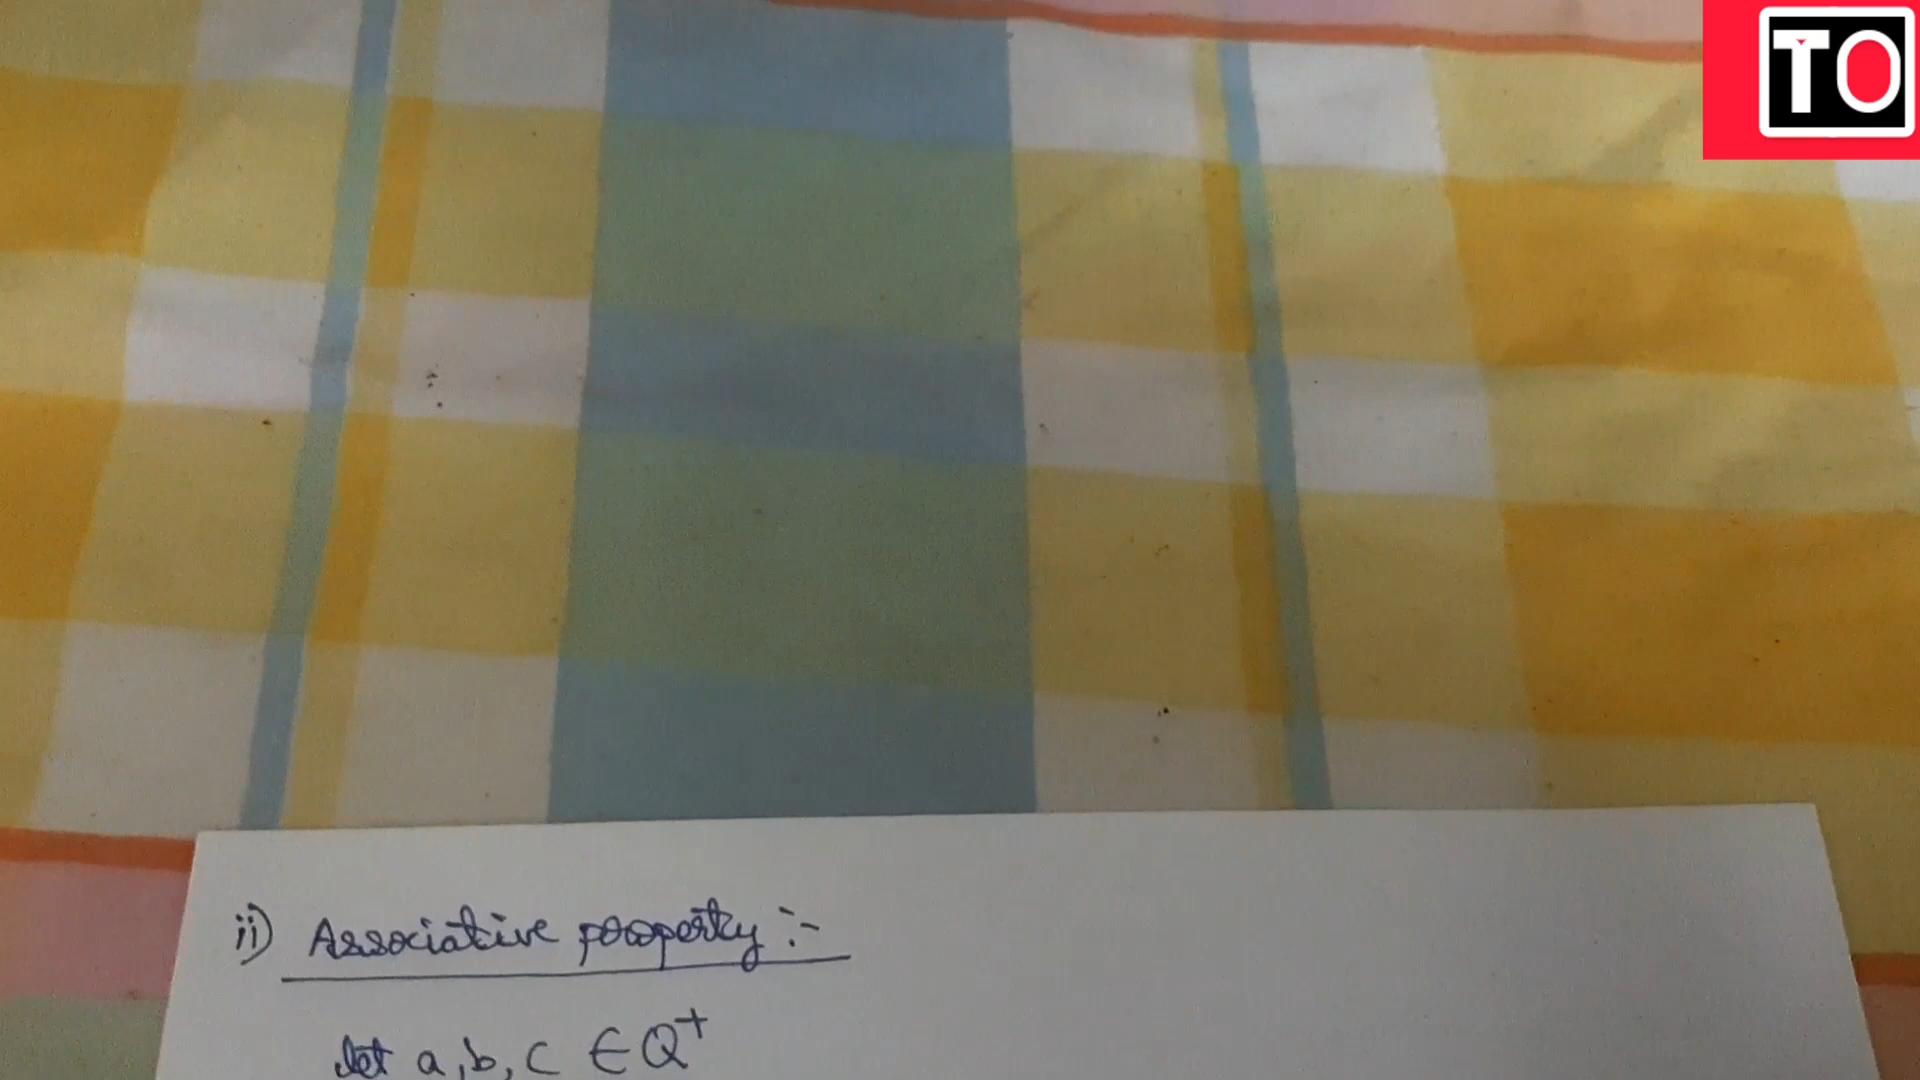 TO
ii) Associative property :-
let a, b, c ∈ Q⁺